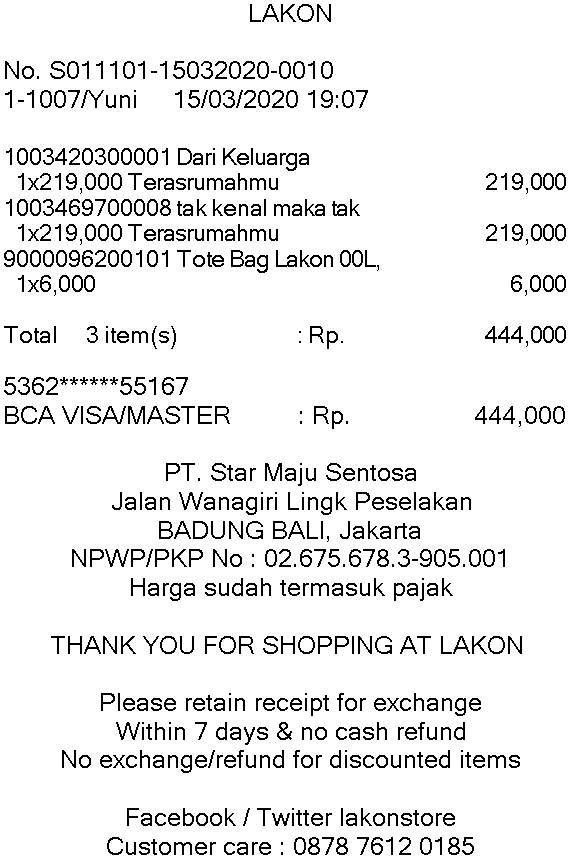 LAKON
No. S011101-15032020-0010
1-1007/Yuni 15/03/2020 19:07
1003420300001 Dari Keluarga
1x219,000 Terasrumahmu 219,000
1003469700008 tak kenal maka tak
1x219,000 Terasrumahmu 219,000
9000096200101 Tote Bag Lakon 00L,
1x6,000 6,000
Total 3 item(s) : Rp. 444,000
5362******55167
BCA VISA/MASTER : Rp. 444,000
PT. Star Maju Sentosa
Jalan Wanagiri Lingk Peselakan
BADUNG BALI, Jakarta
NPWP/PKP No : 02.675.678.3-905.001
Harga sudah termasuk pajak
THANK YOU FOR SHOPPING AT LAKON
Please retain receipt for exchange
Within 7 days & no cash refund
No exchange/refund for discounted items
Facebook / Twitter lakonstore
Customer care : 0878 7612 0185